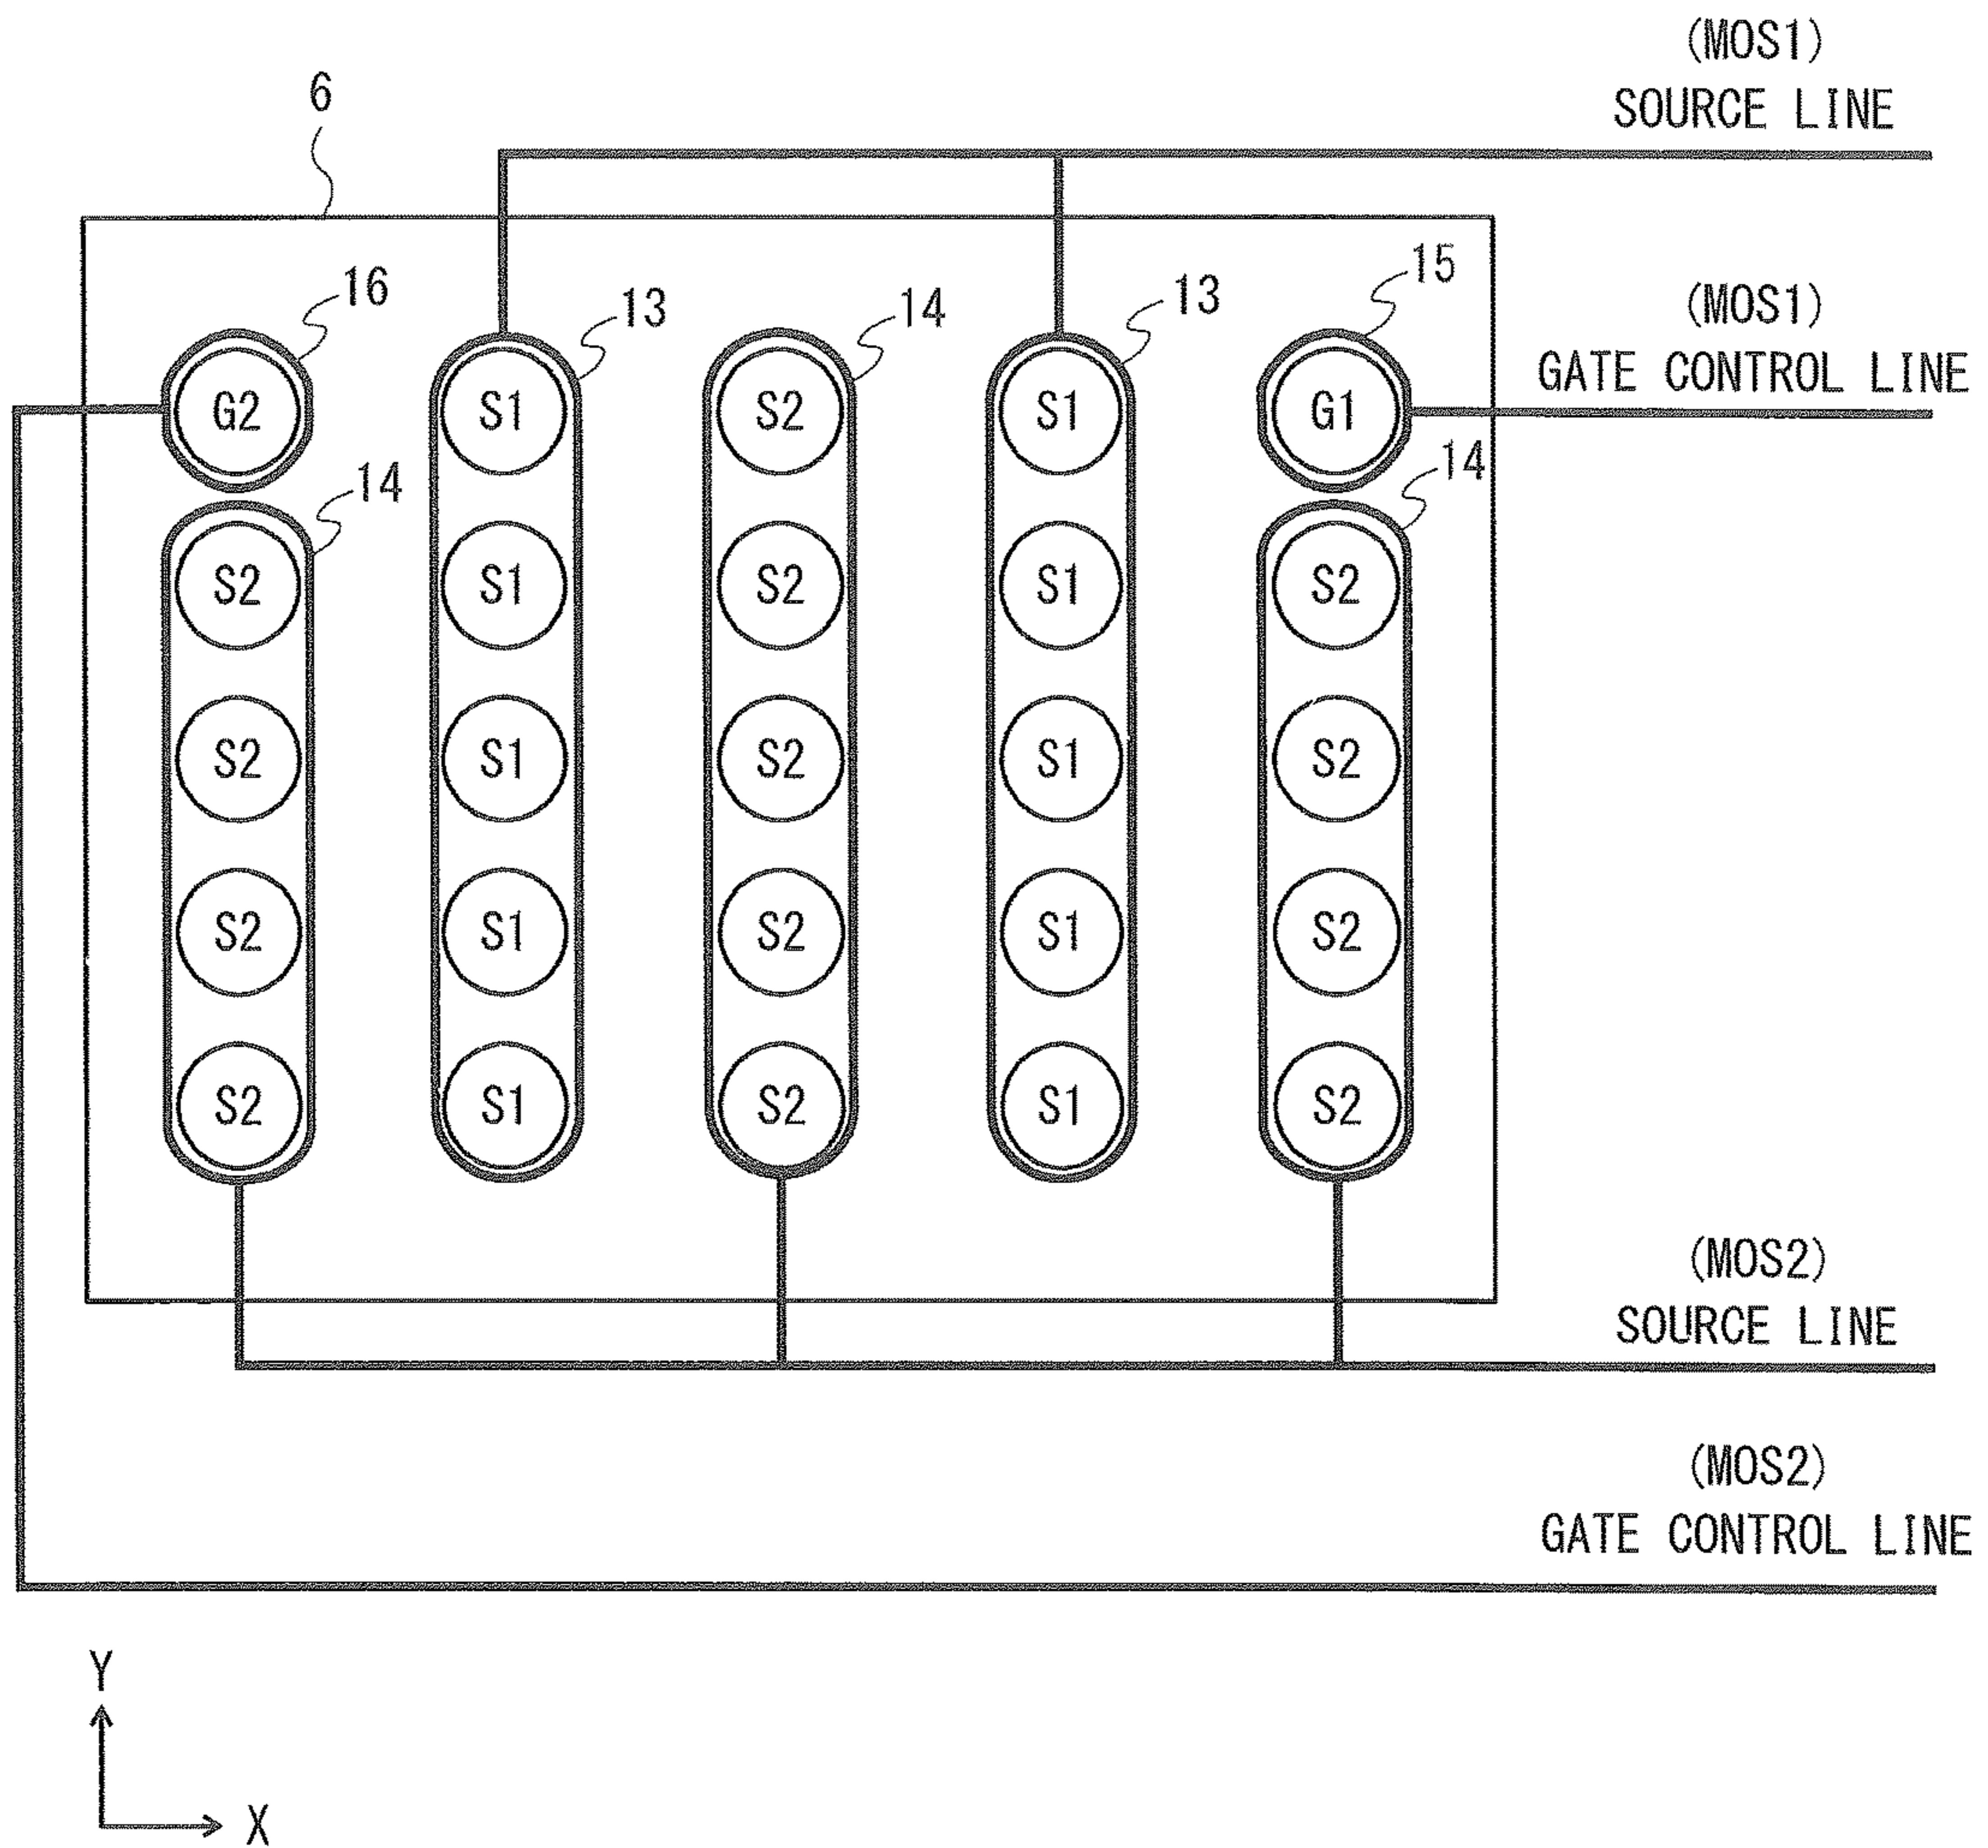 (MOS1)
SOURCE LINE
6
15
(MOS1)
16
13
14
13
GATE CONTROL LINE
G2 S1 S2 S1 G1
14
14
S2 S1 S2 S1 S2
S2 S1 S2 S1 S2
S2 S1 S2 S1 S2
S2 S1 S2 S1 S2
(MOS2)
SOURCE LINE
(MOS2)
GATE CONTROL LINE
Y
X